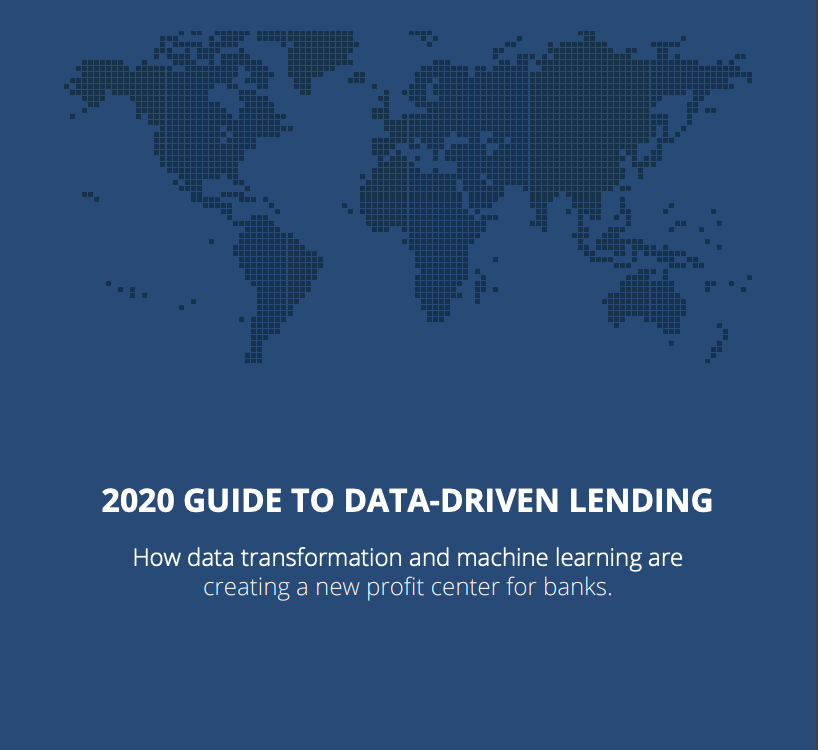 2020 GUIDE TO DATA-DRIVEN LENDING
How data transformation and machine learning are
creating a new profit center for banks.